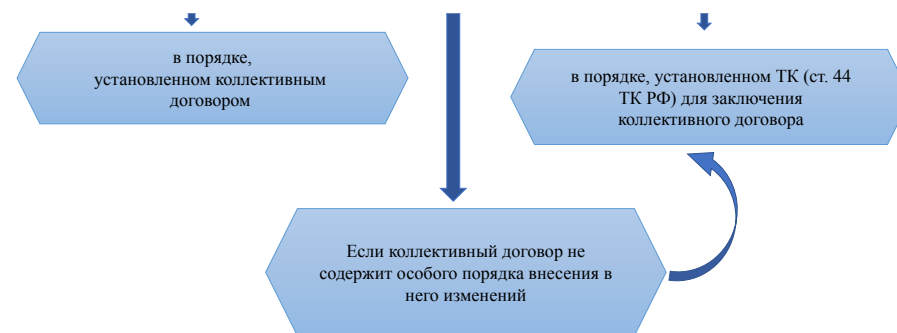 в порядке,
установленном коллективным
договором
в порядке, установленном ТК (ст. 44
ТК РФ) для заключения
коллективного договора
Если коллективный договор не
содержит особого порядка внесения в
него изменений